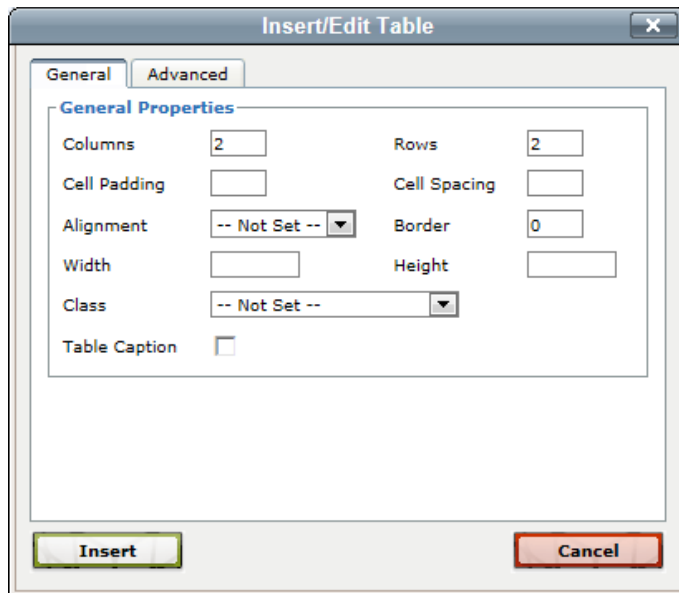 Insert/Edit Table
General Advanced
General Properties
Columns 2 Rows 2
Cell Padding Cell Spacing
Alignment -- Not Set -- Border 0
Width Height
Class -- Not Set --
Table Caption
Insert Cancel